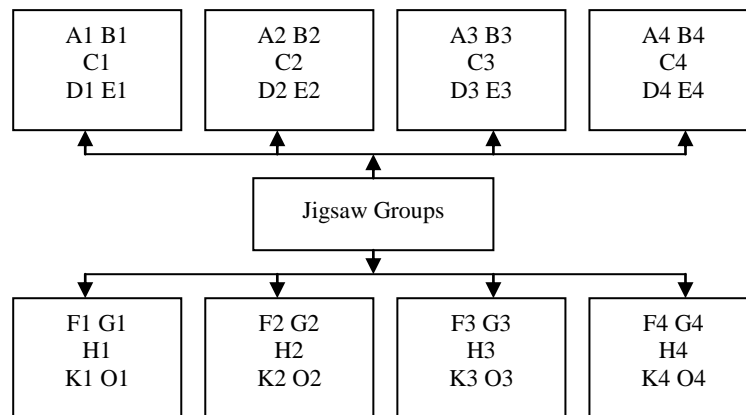 A1 B1
C1
D1 E1
A2 B2
C2
D2 E2
A3 B3
C3
D3 E3
A4 B4
C4
D4 E4
Jigsaw Groups
F1 G1
H1
K1 O1
F2 G2
H2
K2 O2
F3 G3
H3
K3 O3
F4 G4
H4
K4 O4